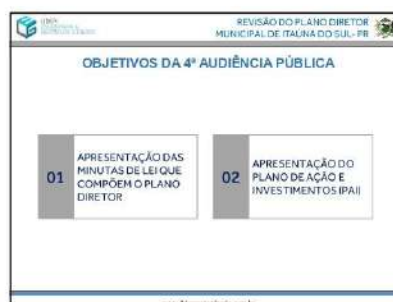 REVISÃO DO PLANO DIRETOR
MUNICIPAL DE ITAÚNA DO SUL- PR
OBJETIVOS DA 4ª AUDIÊNCIA PÚBLICA
01
APRESENTAÇÃO DAS
MINUTAS DE LEI QUE
COMPÕEM O PLANO
DIRETOR
02
APRESENTAÇÃO DO
PLANO DE AÇÃO E
INVESTIMENTOS (PAI)